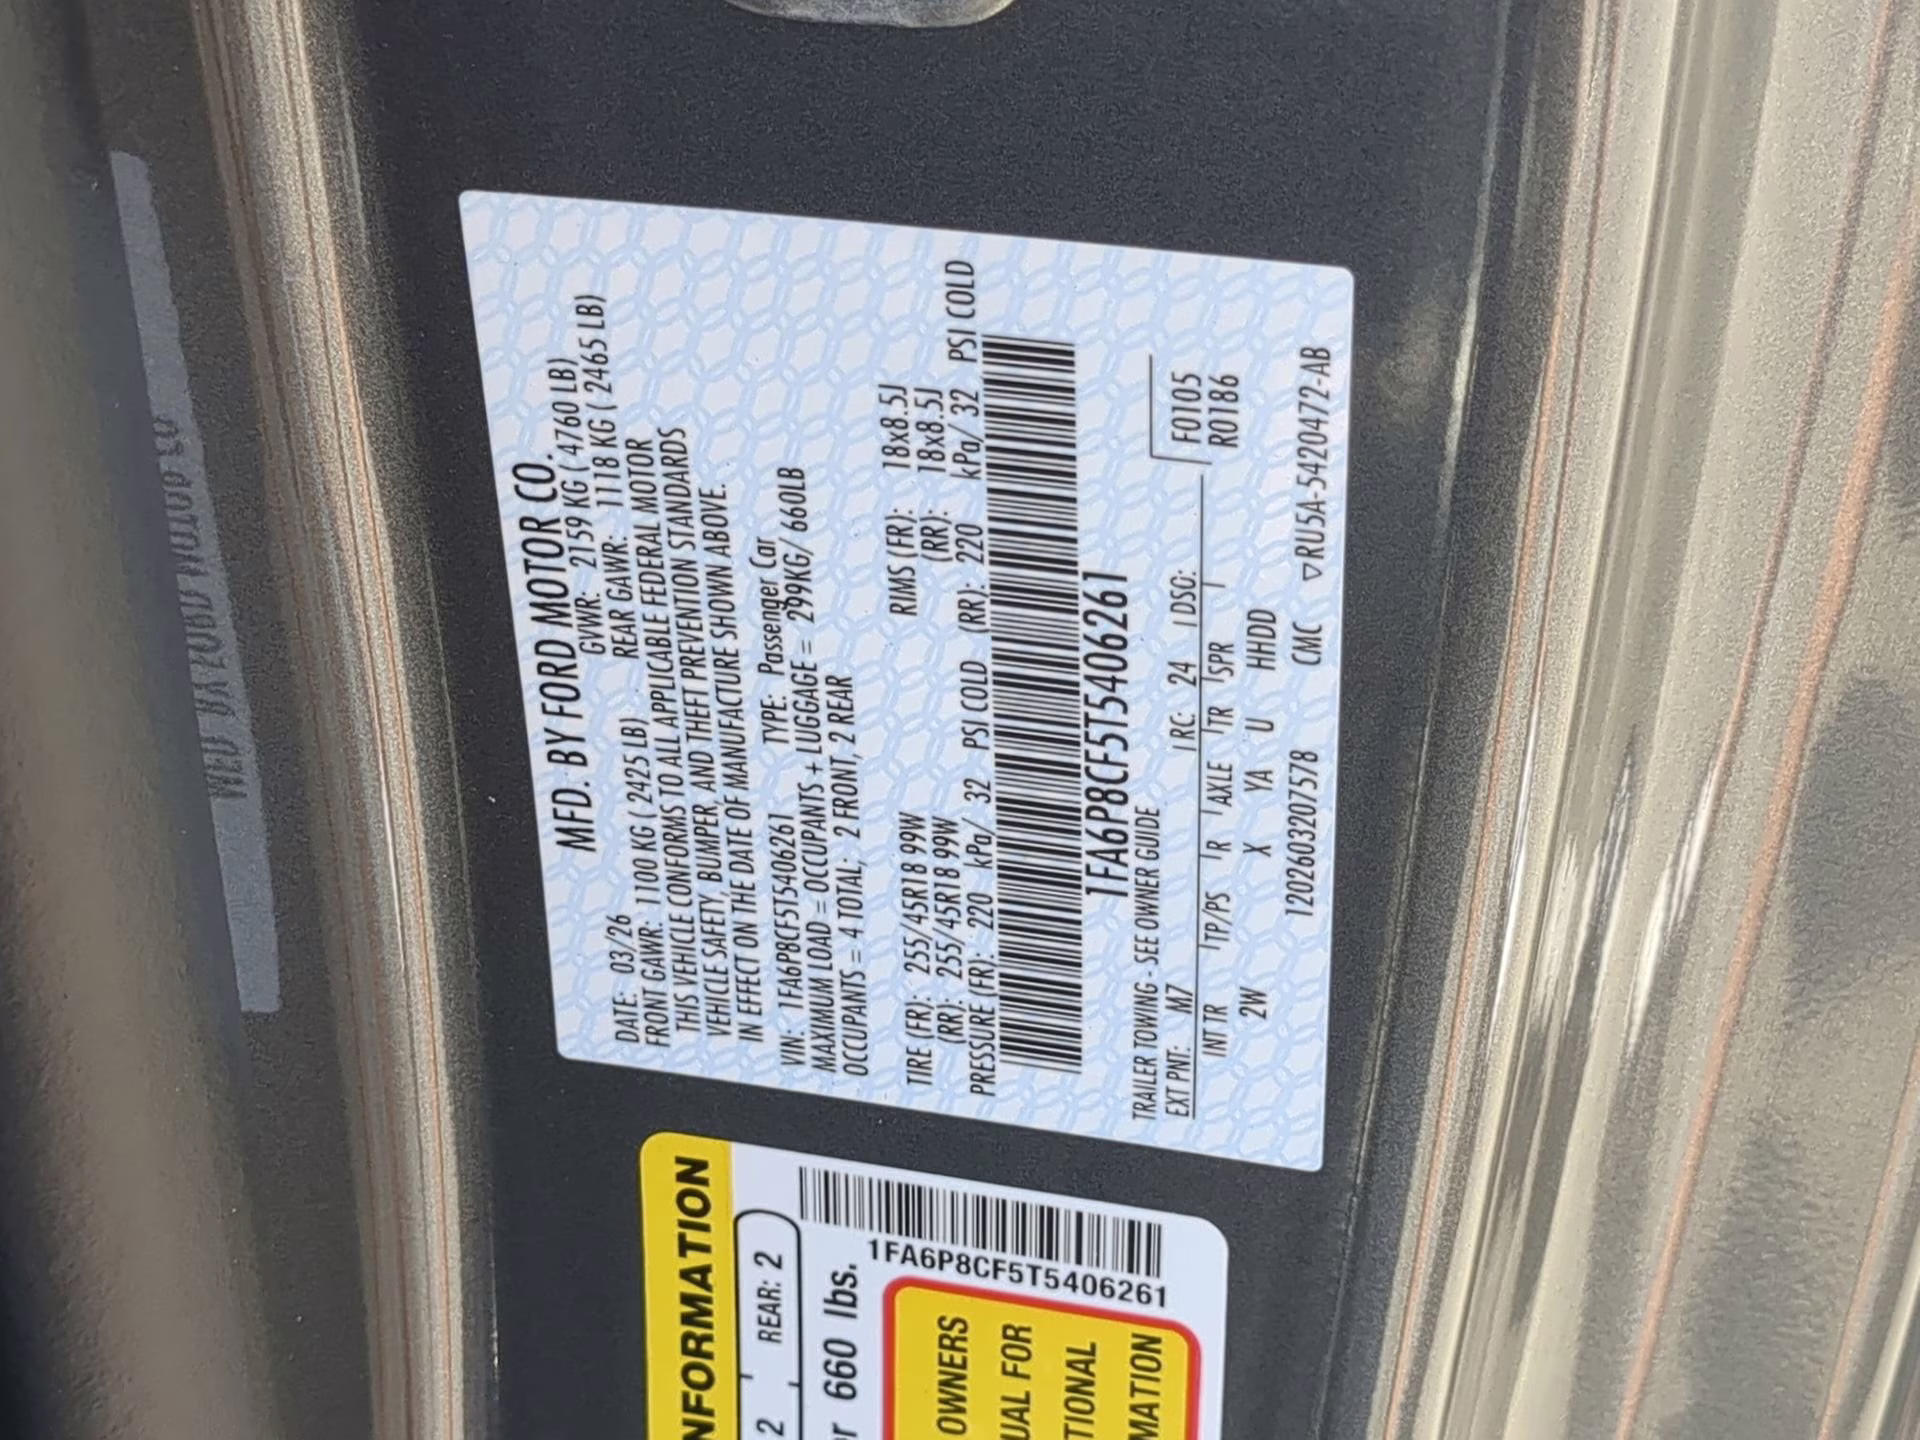 MFD. BY FORD MOTOR CO.
DATE: 03/26 GVWR: 2159 KG ( 4760 LB)
FRONT GAWR: 1100 KG ( 2425 LB) REAR GAWR: 1118 KG ( 2465 LB)
THIS VEHICLE CONFORMS TO ALL APPLICABLE FEDERAL MOTOR
VEHICLE SAFETY, BUMPER, AND THEFT PREVENTION STANDARDS
IN EFFECT ON THE DATE OF MANUFACTURE SHOWN ABOVE.
VIN: 1FA6P8CF5T5406261 TYPE: Passenger Car
MAXIMUM LOAD = OCCUPANTS + LUGGAGE = 299KG/ 660LB
OCCUPANTS = 4 TOTAL; 2 FRONT, 2 REAR
TIRE (FR): 255/45R18 99W RIMS (FR): 18x8.5J
(RR): 255/45R18 99W (RR): 18x8.5J
PRESSURE (FR): 220 kPa/ 32 PSI COLD (RR): 220 kPa/ 32 PSI COLD
1FA6P8CF5T5406261
TRAILER TOWING - SEE OWNER GUIDE
EXT PNT: M7 RC: 24 DSO: F0105
INT TR TP/PS R AXLE TR SPR R0186
2W X YA U HHDD
1202603207578 CMC ▽RU5A-5420472-AB
NFORMATION
2 REAR: 2
660 lbs.
1FA6P8CF5T5406261
OWNERS
UAL FOR
TIONAL
MATION